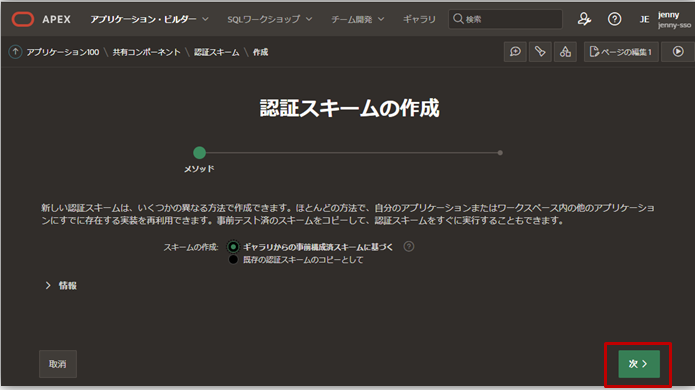 APEX アプリケーション・ビルダー SQLワークショップ チーム開発 ギャラリ 検索 JE jenny
jenny-sso
アプリケーション100 \ 共有コンポーネント \ 認証スキーム \ 作成 ページの編集1
認証スキームの作成
メソッド
新しい認証スキームは、いくつかの異なる方法で作成できます。ほとんどの方法で、自分のアプリケーションまたはワークスペース内の他のアプリケーショ
ンにすでに存在する実装を再利用できます。事前テスト済のスキームをコピーして、認証スキームをすぐに実行することもできます。
スキームの作成: ギャラリからの事前構成済スキームに基づく
既存の認証スキームのコピーとして
情報
取消 次